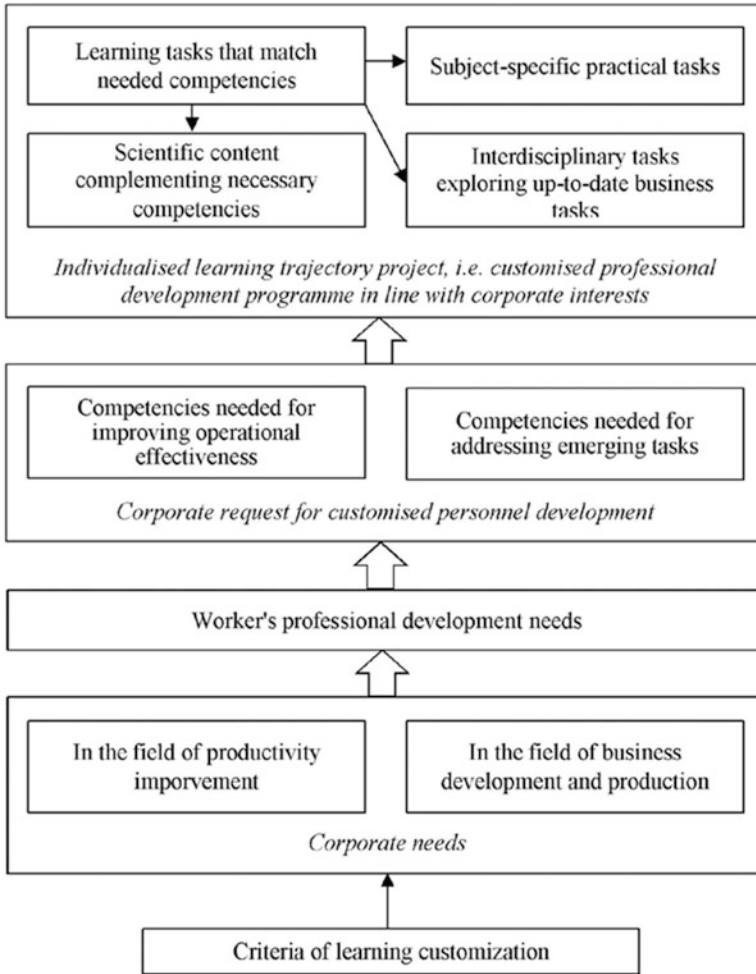 Learning tasks that match
needed competencies
Subject-specific practical tasks
Scientific content
complementing necessary
competencies
Interdisciplinary tasks
exploring up-to-date business
tasks
Individualised learning trajectory project, i.e. customised professional
development programme in line with corporate interests
Competencies needed for
improving operational
effectiveness
Competencies needed for
addressing emerging tasks
Corporate request for customised personnel development
Worker's professional development needs
In the field of productivity
imporvement
In the field of business
development and production
Corporate needs
Criteria of learning customization